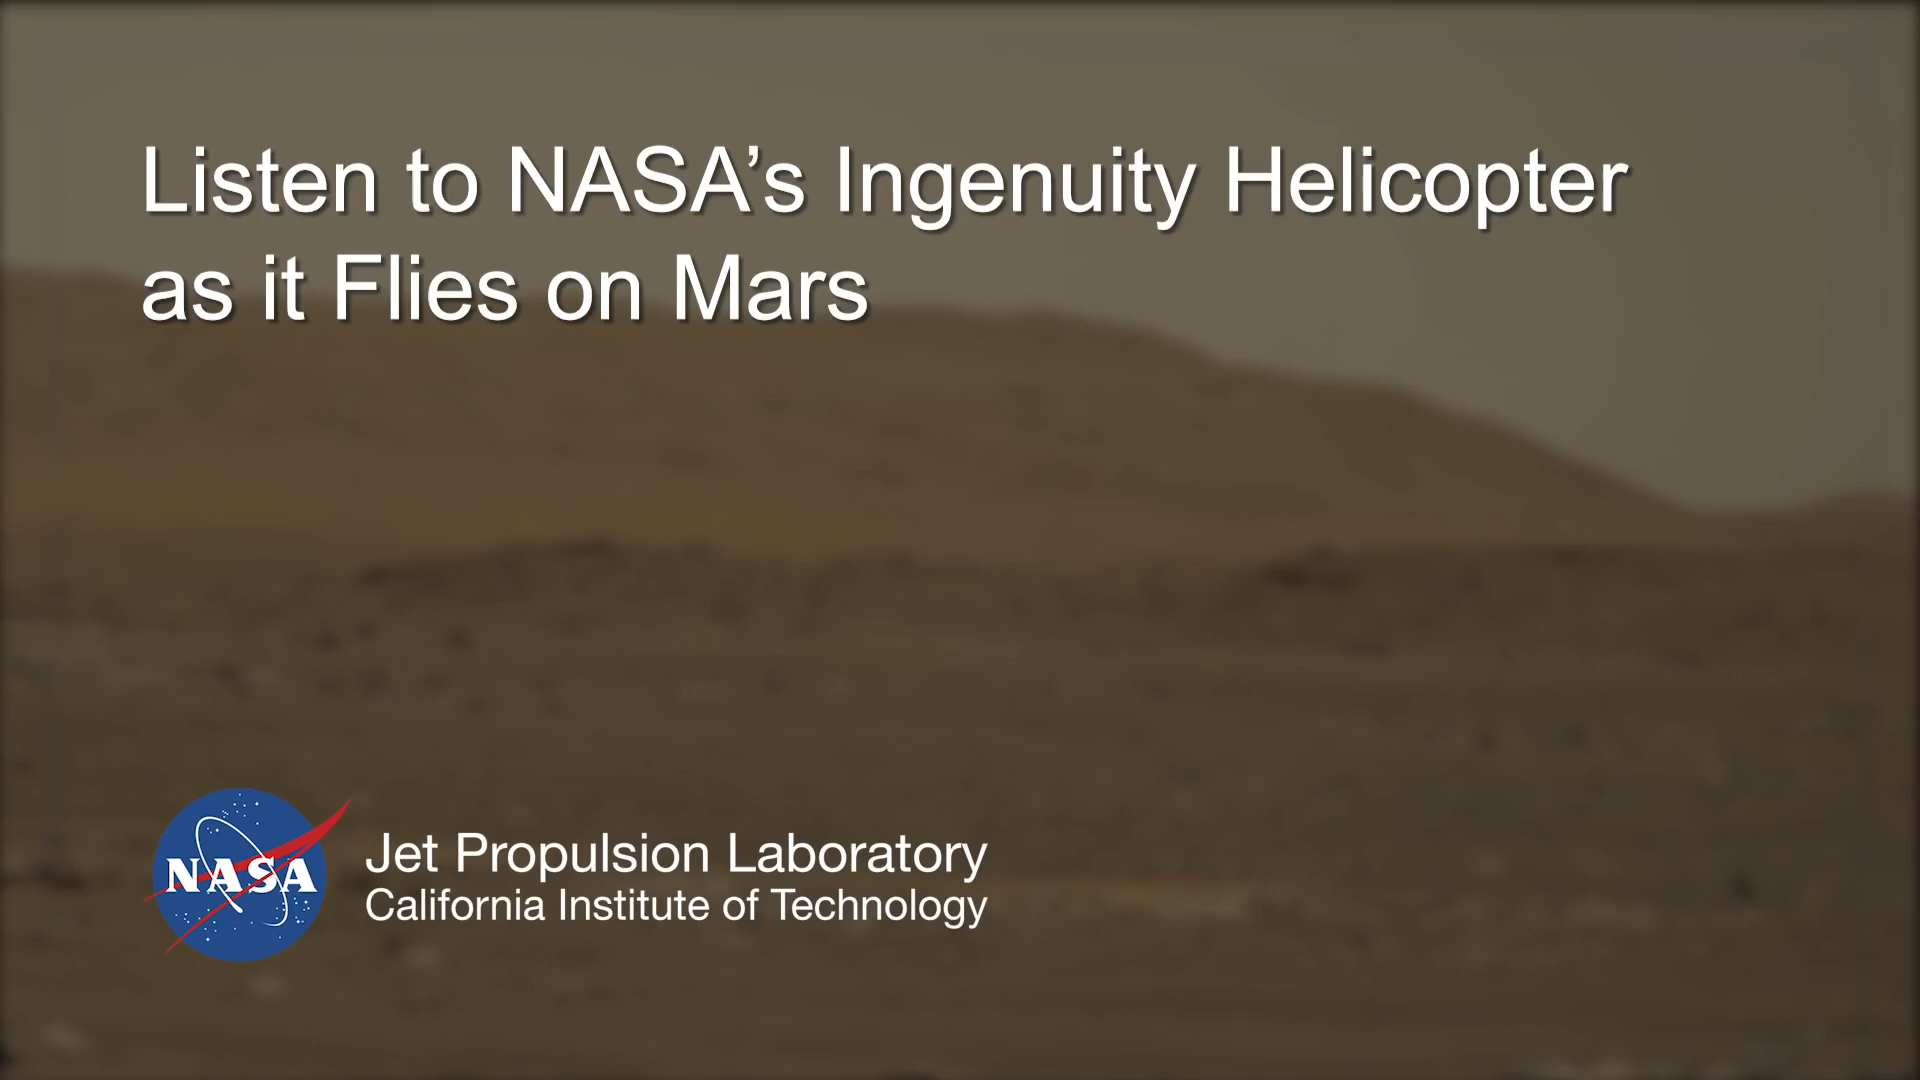 Listen to NASA’s Ingenuity Helicopter
as it Flies on Mars
NASA
Jet Propulsion Laboratory
California Institute of Technology